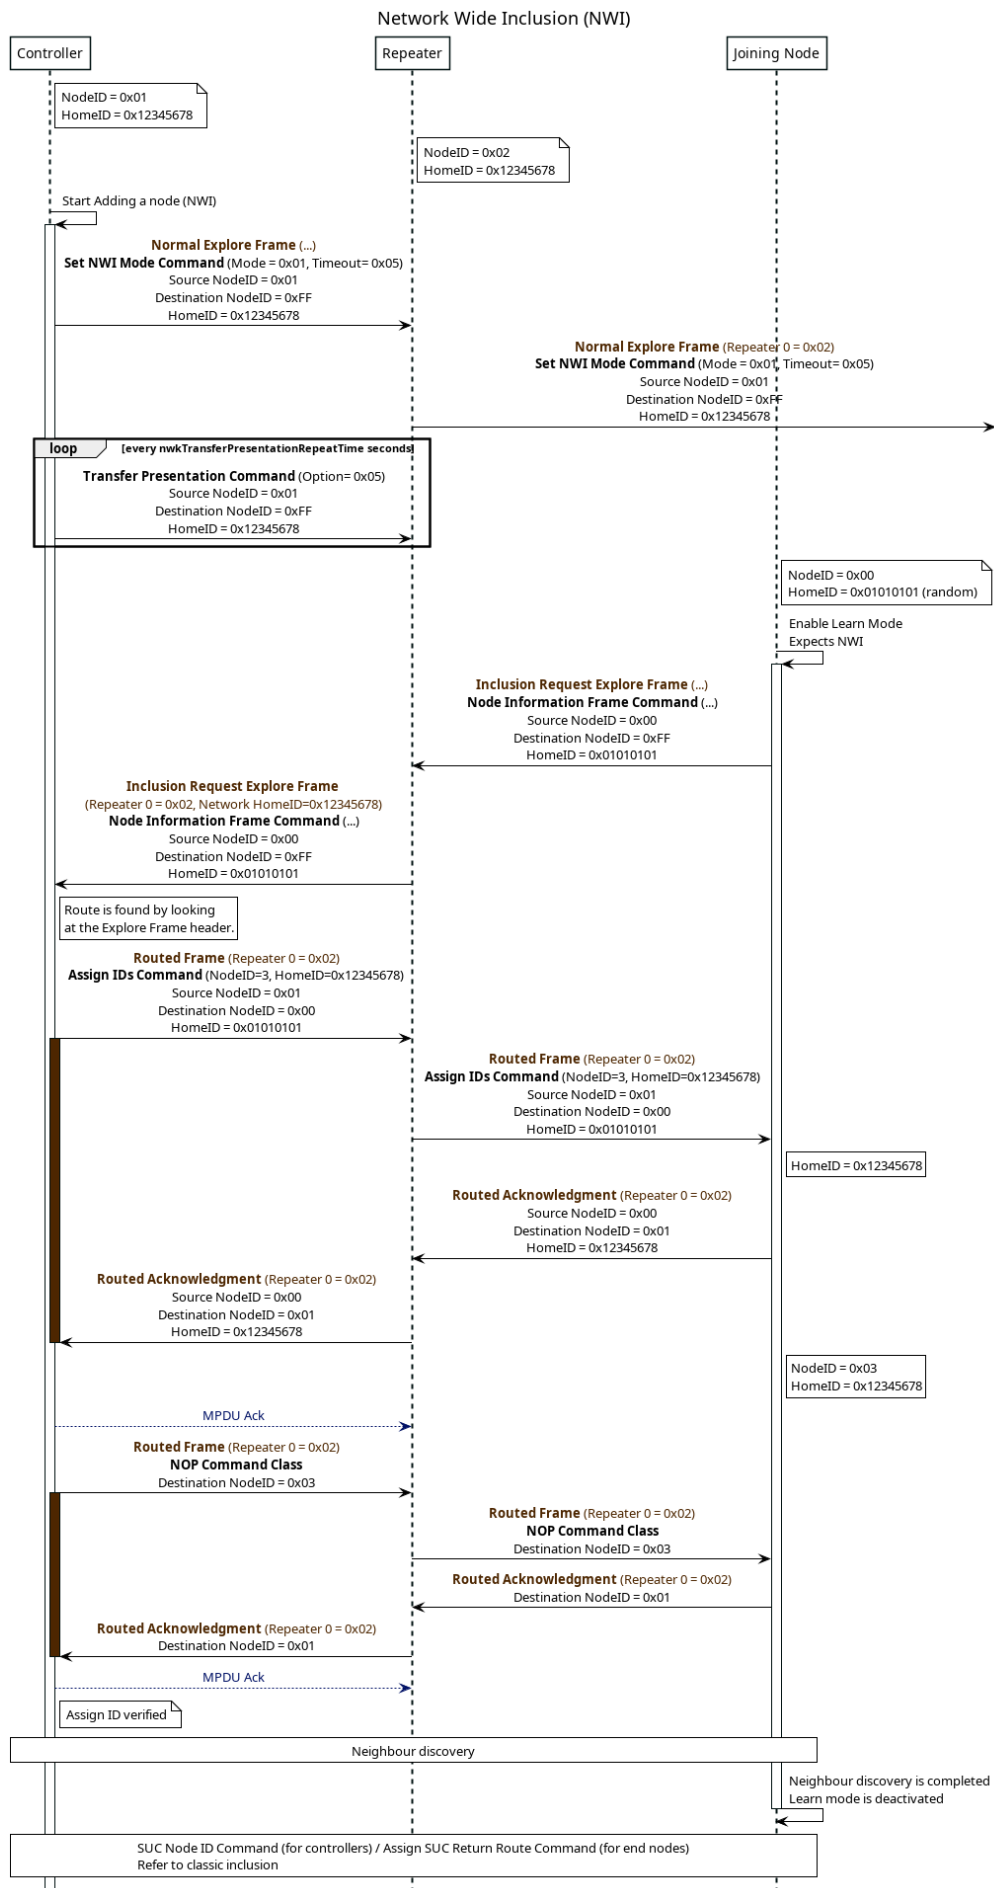 Network Wide Inclusion (NWI)
Controller
Repeater
Joining Node
NodeID = 0x01
HomeID = 0x12345678
NodeID = 0x02
HomeID = 0x12345678
Start Adding a node (NWI)
Normal Explore Frame (...)
Set NWI Mode Command (Mode = 0x01, Timeout= 0x05)
Source NodeID = 0x01
Destination NodeID = 0xFF
HomeID = 0x12345678
Normal Explore Frame (Repeater 0 = 0x02)
Set NWI Mode Command (Mode = 0x01, Timeout= 0x05)
Source NodeID = 0x01
Destination NodeID = 0xFF
HomeID = 0x12345678
loop
[every nwkTransferPresentationRepeatTime seconds]
Transfer Presentation Command (Option= 0x05)
Source NodeID = 0x01
Destination NodeID = 0xFF
HomeID = 0x12345678
NodeID = 0x00
HomeID = 0x01010101 (random)
Enable Learn Mode
Expects NWI
Inclusion Request Explore Frame (...)
Node Information Frame Command (...)
Source NodeID = 0x00
Destination NodeID = 0xFF
HomeID = 0x01010101
Inclusion Request Explore Frame
(Repeater 0 = 0x02, Network HomeID=0x12345678)
Node Information Frame Command (...)
Source NodeID = 0x00
Destination NodeID = 0xFF
HomeID = 0x01010101
Route is found by looking
at the Explore Frame header.
Routed Frame (Repeater 0 = 0x02)
Assign IDs Command (NodeID=3, HomeID=0x12345678)
Source NodeID = 0x01
Destination NodeID = 0x00
HomeID = 0x01010101
Routed Frame (Repeater 0 = 0x02)
Assign IDs Command (NodeID=3, HomeID=0x12345678)
Source NodeID = 0x01
Destination NodeID = 0x00
HomeID = 0x01010101
HomeID = 0x12345678
Routed Acknowledgment (Repeater 0 = 0x02)
Source NodeID = 0x00
Destination NodeID = 0x01
HomeID = 0x12345678
Routed Acknowledgment (Repeater 0 = 0x02)
Source NodeID = 0x00
Destination NodeID = 0x01
HomeID = 0x12345678
NodeID = 0x03
HomeID = 0x12345678
MPDU Ack
Routed Frame (Repeater 0 = 0x02)
NOP Command Class
Destination NodeID = 0x03
Routed Frame (Repeater 0 = 0x02)
NOP Command Class
Destination NodeID = 0x03
Routed Acknowledgment (Repeater 0 = 0x02)
Destination NodeID = 0x01
Routed Acknowledgment (Repeater 0 = 0x02)
Destination NodeID = 0x01
MPDU Ack
Assign ID verified
Neighbour discovery
Neighbour discovery is completed
Learn mode is deactivated
SUC Node ID Command (for controllers) / Assign SUC Return Route Command (for end nodes)
Refer to classic inclusion